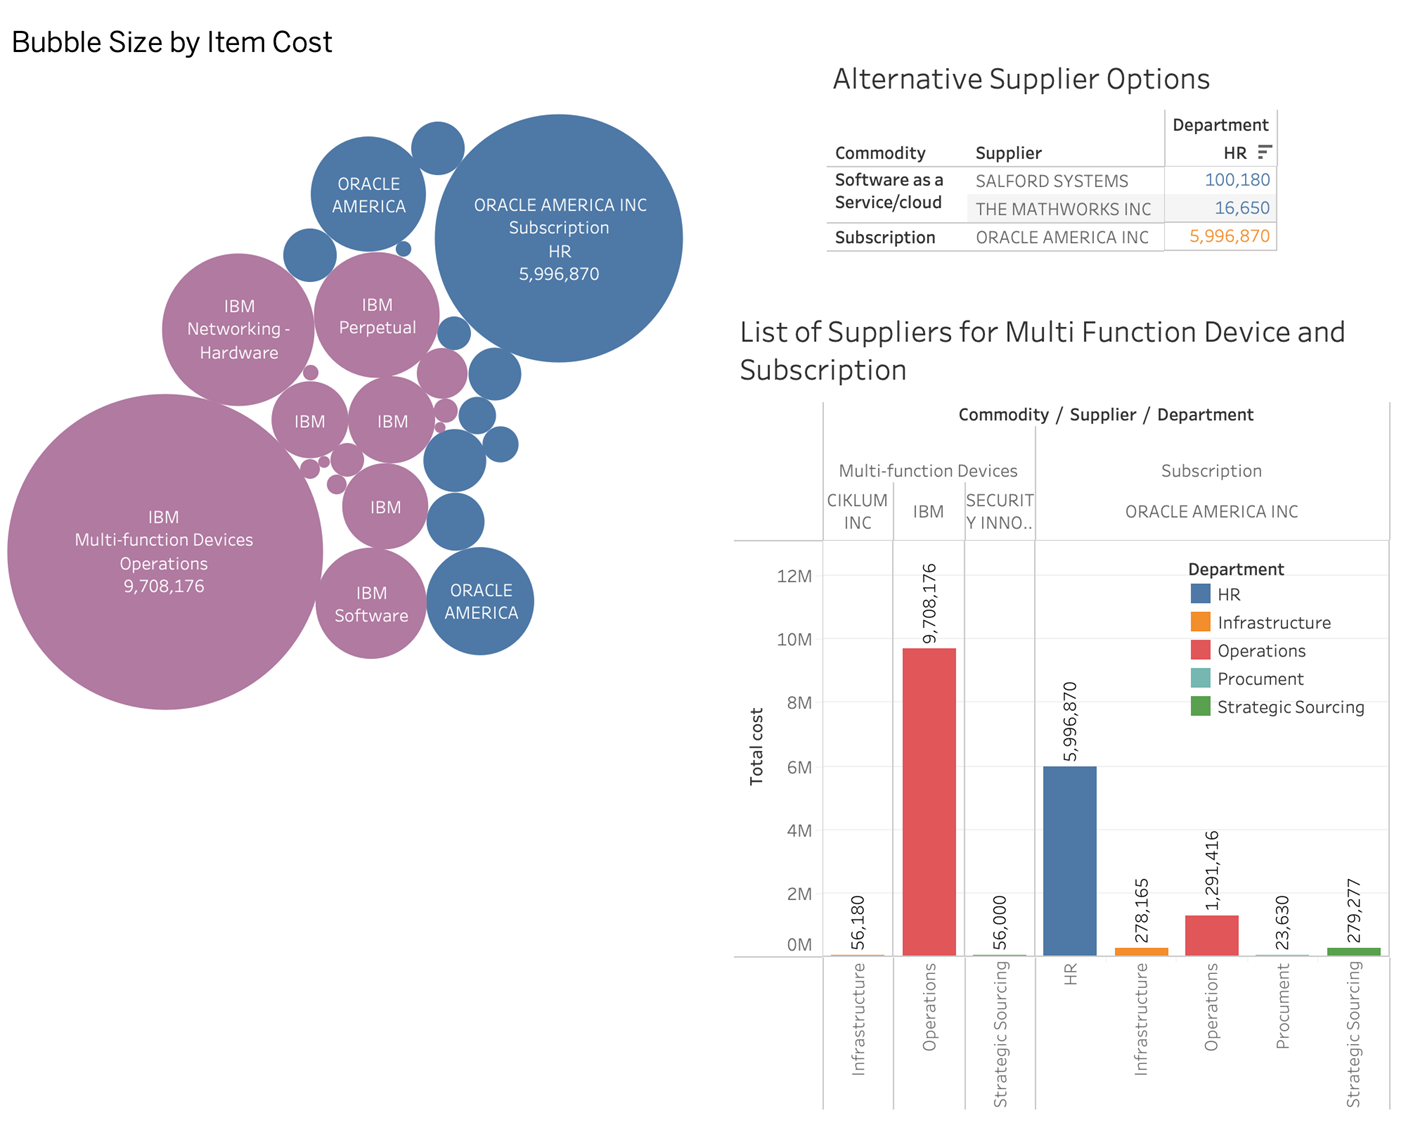 Bubble Size by Item Cost
ORACLE
AMERICA
ORACLE AMERICA INC
Subscription
HR
5,996,870
IBM
Networking -
Hardware
IBM
Perpetual
IBM
IBM
IBM
IBM
Multi-function Devices
Operations
9,708,176
IBM
Software
ORACLE
AMERICA
Alternative Supplier Options
Department
Commodity Supplier HR
Software as a
Service/cloud
SALFORD SYSTEMS 100,180
THE MATHWORKS INC 16,650
Subscription ORACLE AMERICA INC 5,996,870
List of Suppliers for Multi Function Device and
Subscription
Commodity / Supplier / Department
Multi-function Devices Subscription
CIKLUM
INC
IBM
SECURIT
Y INNO..
ORACLE AMERICA INC
Department
HR
Infrastructure
Operations
Procument
Strategic Sourcing
Total cost
12M
10M
8M
6M
4M
2M
0M
56,180
9,708,176
56,000
5,996,870
278,165
1,291,416
23,630
279,277
Infrastructure
Operations
Strategic Sourcing
HR
Infrastructure
Operations
Procument
Strategic Sourcing